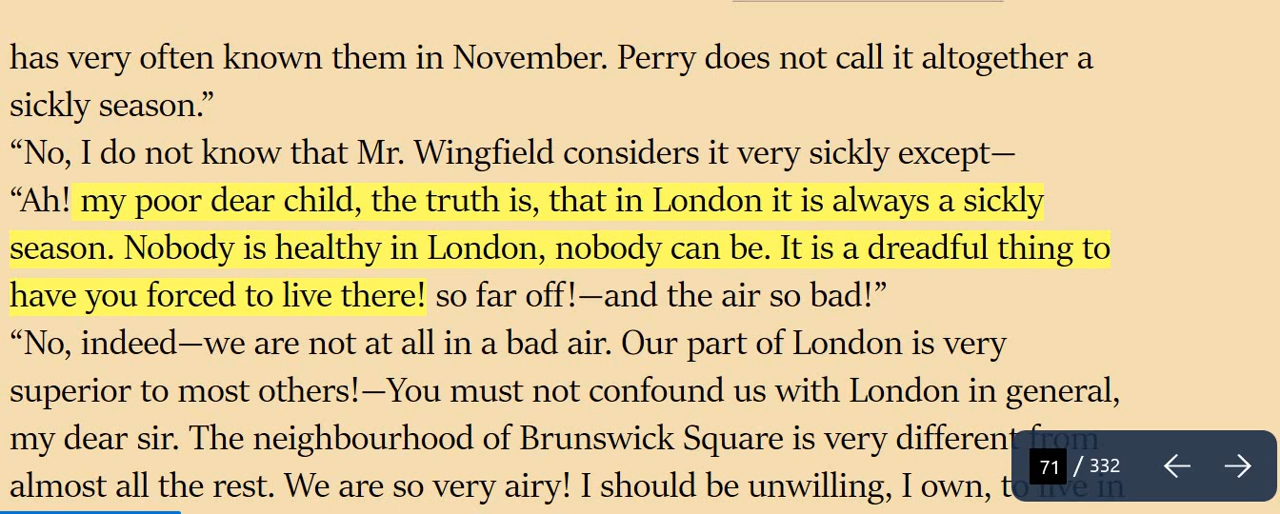 has very often known them in November. Perry does not call it altogether a
sickly season.”
“No, I do not know that Mr. Wingfield considers it very sickly except—
“Ah! my poor dear child, the truth is, that in London it is always a sickly
season. Nobody is healthy in London, nobody can be. It is a dreadful thing to
have you forced to live there! so far off!—and the air so bad!”
“No, indeed—we are not at all in a bad air. Our part of London is very
superior to most others!—You must not confound us with London in general,
my dear sir. The neighbourhood of Brunswick Square is very different from
almost all the rest. We are so very airy! I should be unwilling, I own, to live in
71 / 332